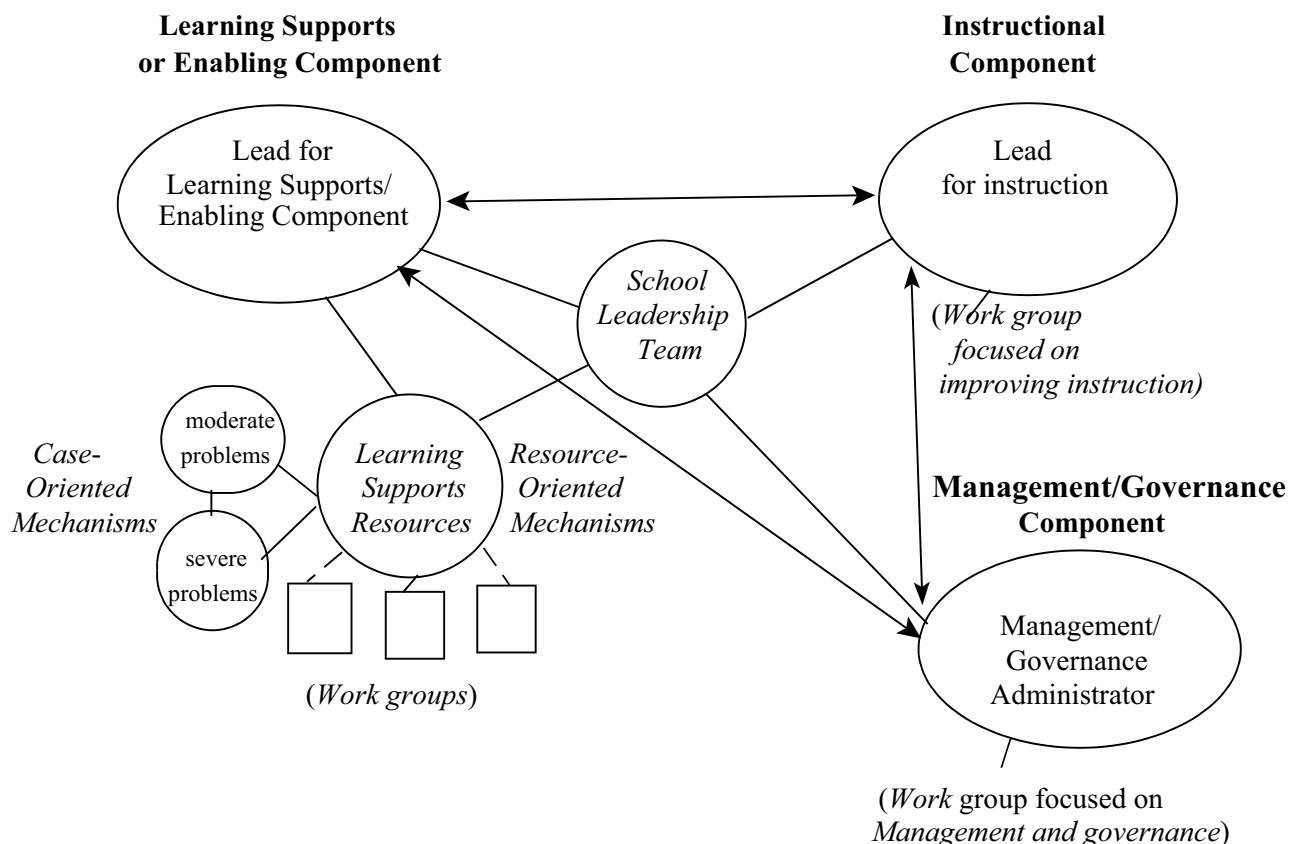 Learning Supports
or Enabling Component
Instructional
Component
Lead for
Learning Supports/
Enabling Component
Lead
for instruction
School
Leadership
Team
(Work group
focused on
improving instruction)
moderate
problems
Case-
Oriented
Mechanisms
Learning
Supports
Resources
Resource-
Oriented
Mechanisms
severe
problems
(Work groups)
Management/Governance
Component
Management/
Governance
Administrator
(Work group focused on
Management and governance)